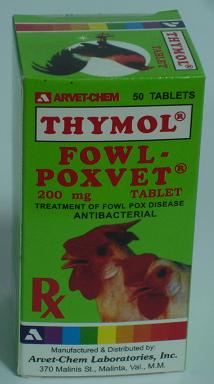 ARVET-CHEM 50 TABLETS
THYMOL®
FOWL-
POXVET®
200 mg TABLET
TREATMENT OF FOWL POX DISEASE
ANTIBACTERIAL
Rx
Manufactured & Distributed by:
Arvet-Chem Laboratories, Inc.
370 Malinis St., Malinta, Val., M.M.
THYMOL®